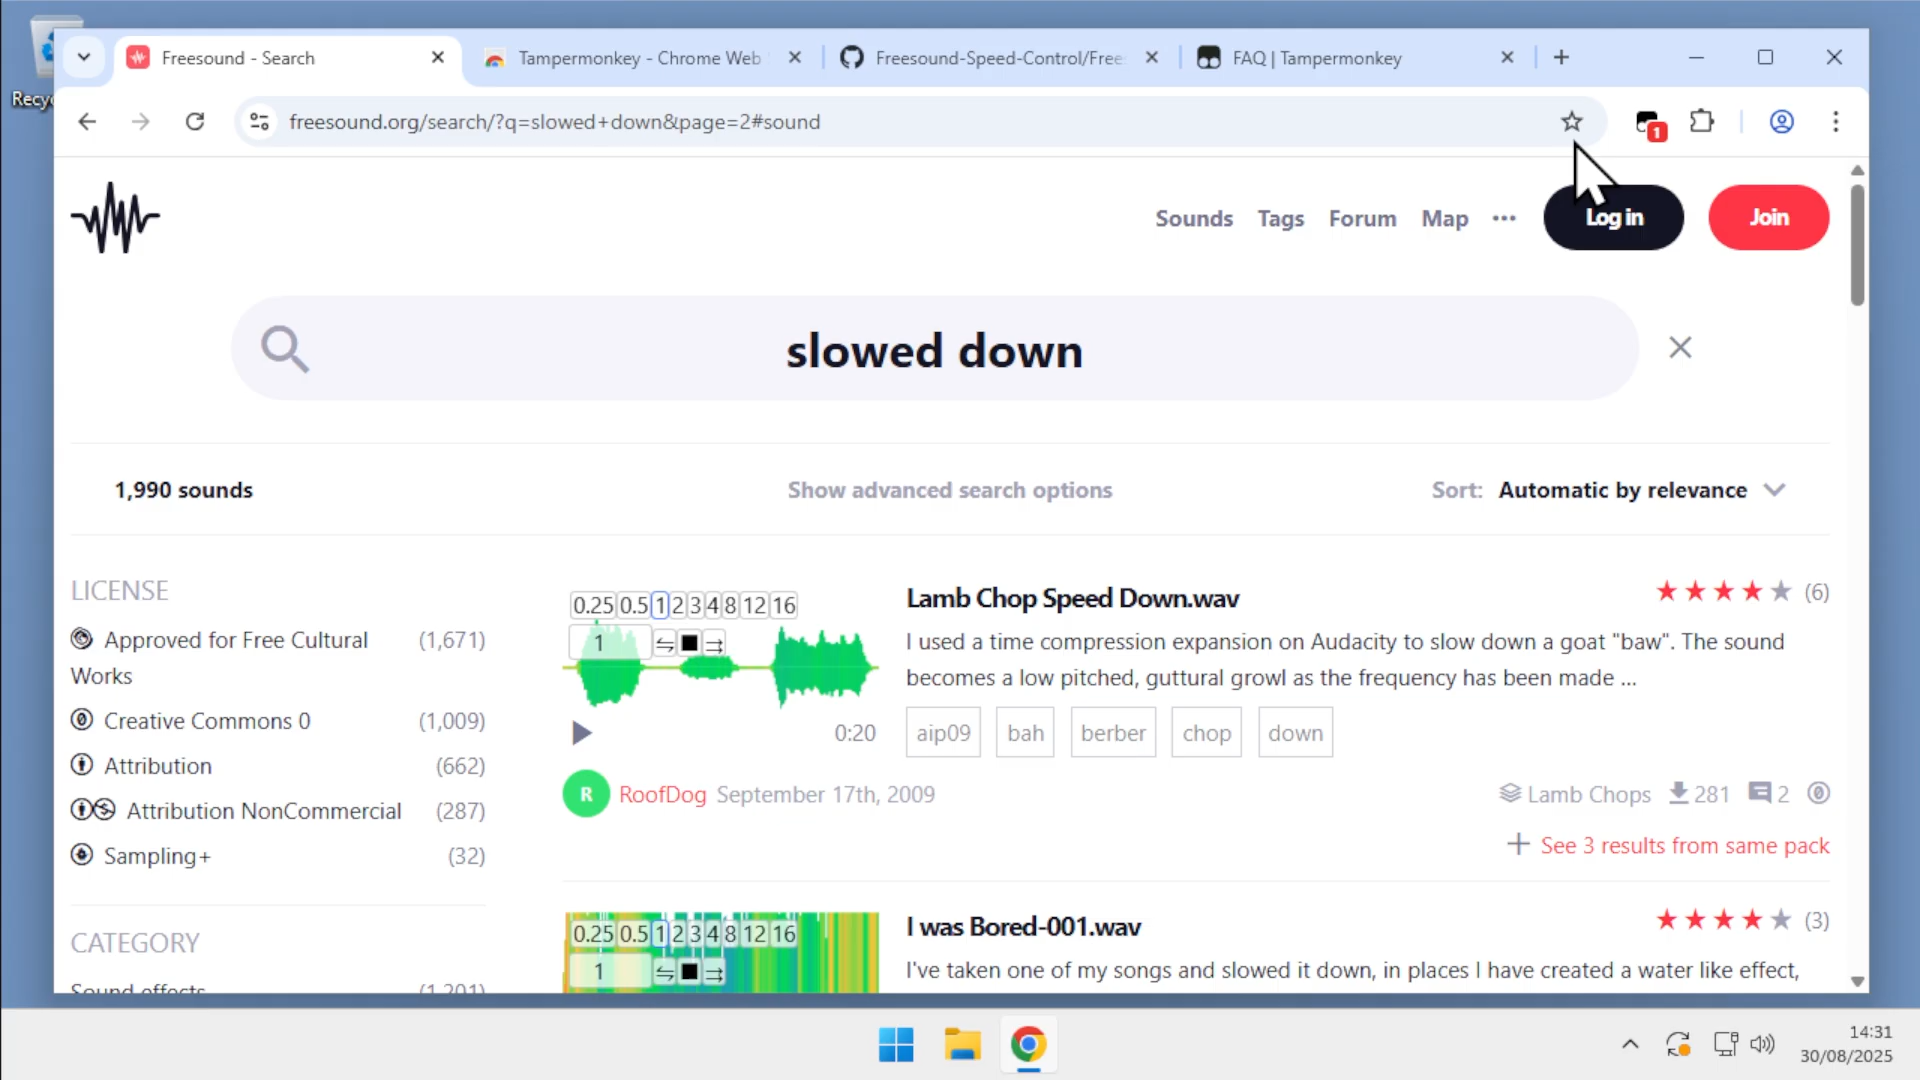 Recy
Freesound - Search
Tampermonkey - Chrome Web
Freesound-Speed-Control/Free
FAQ | Tampermonkey
freesound.org/search/?q=slowed+down&page=2#sound
1
Sounds
Tags
Forum
Map
Log in
Join
slowed down
1,990 sounds
Show advanced search options
Sort: Automatic by relevance
LICENSE
Approved for Free Cultural Works (1,671)
Creative Commons 0 (1,009)
Attribution (662)
Attribution NonCommercial (287)
Sampling+ (32)
CATEGORY
Sound effects (1,201)
0.25 0.5 1 2 3 4 8 12 16
1
0:20
Lamb Chop Speed Down.wav
(6)
I used a time compression expansion on Audacity to slow down a goat "baw". The sound
becomes a low pitched, guttural growl as the frequency has been made ...
aip09 bah berber chop down
R
RoofDog September 17th, 2009
Lamb Chops 281 2
See 3 results from same pack
0.25 0.5 1 2 3 4 8 12 16
1
I was Bored-001.wav
(3)
I've taken one of my songs and slowed it down, in places I have created a water like effect,
14:31
30/08/2025